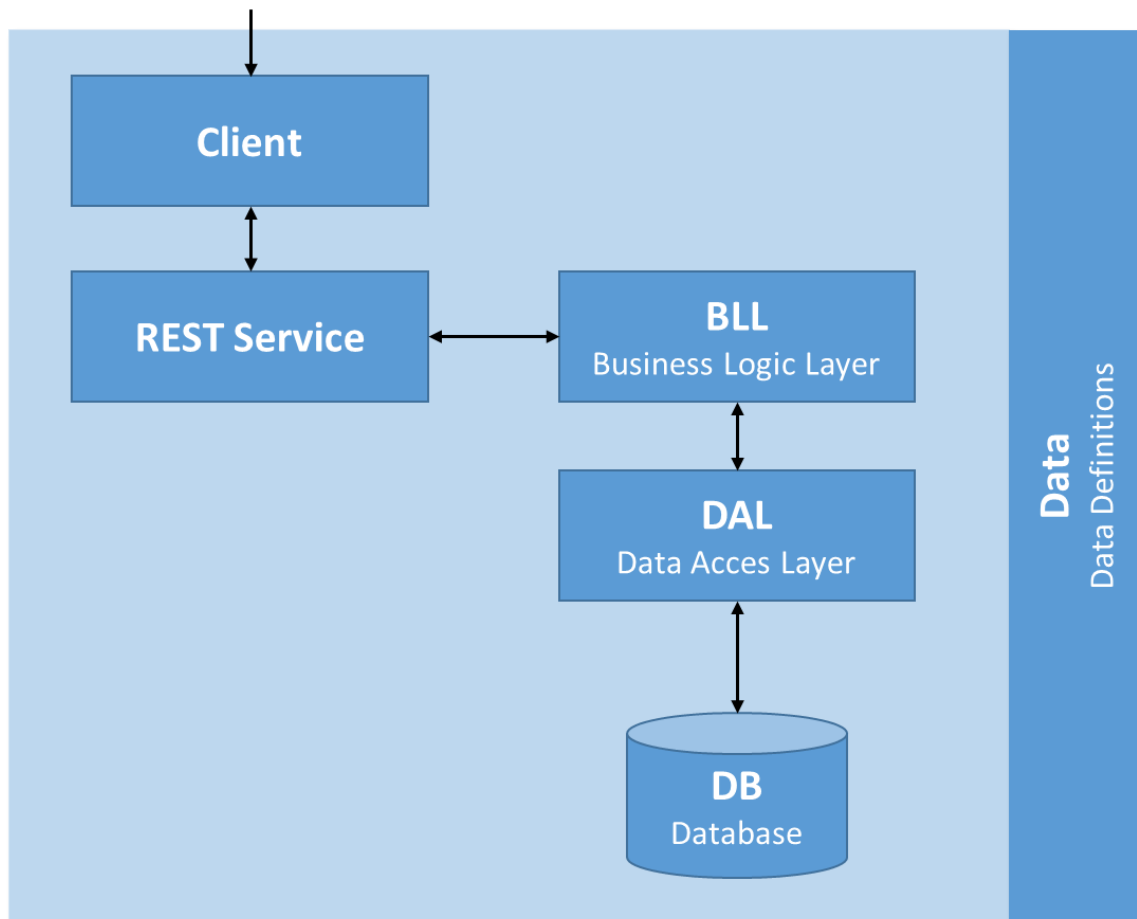 Client
REST Service
BLL
Business Logic Layer
DAL
Data Acces Layer
DB
Database
Data
Data Definitions